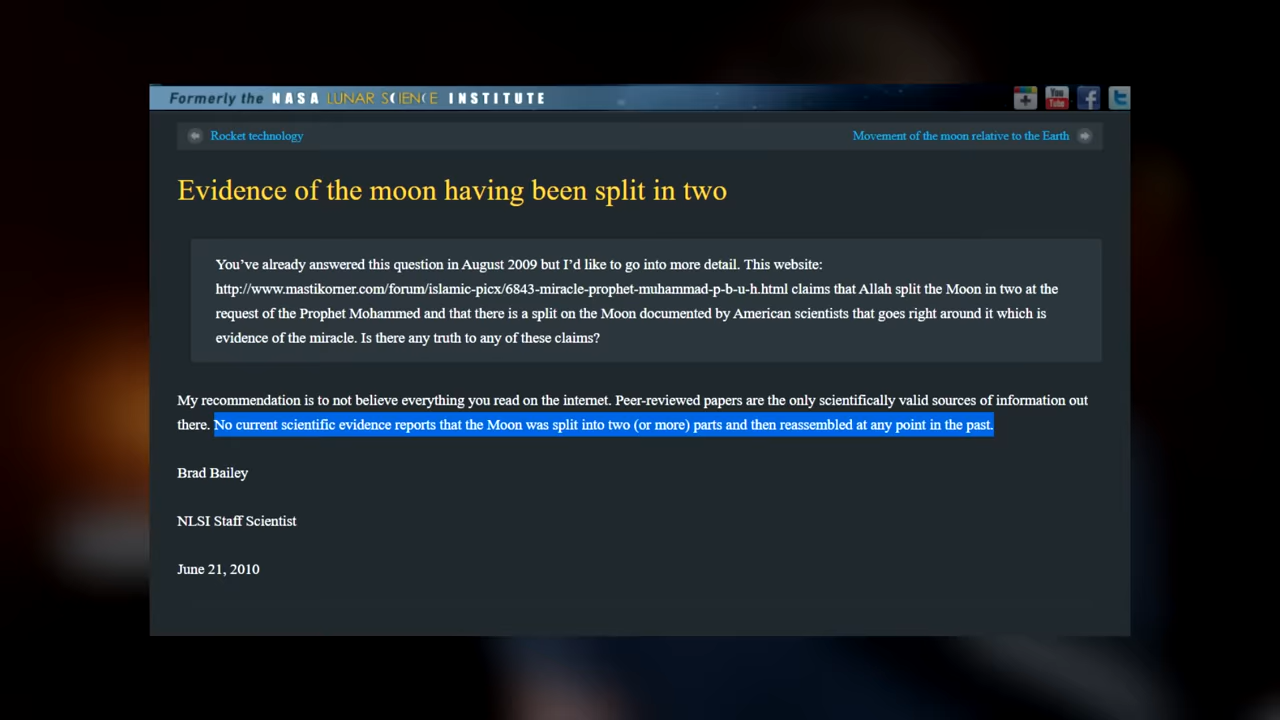 Formerly the NASA LUNAR SCIENCE INSTITUTE
You Tube
Rocket technology
Movement of the moon relative to the Earth
Evidence of the moon having been split in two
You’ve already answered this question in August 2009 but I’d like to go into more detail. This website:
http://www.mastikorner.com/forum/islamic-picx/6843-miracle-prophet-muhammad-p-b-u-h.html claims that Allah split the Moon in two at the
request of the Prophet Mohammed and that there is a split on the Moon documented by American scientists that goes right around it which is
evidence of the miracle. Is there any truth to any of these claims?
My recommendation is to not believe everything you read on the internet. Peer-reviewed papers are the only scientifically valid sources of information out
there. No current scientific evidence reports that the Moon was split into two (or more) parts and then reassembled at any point in the past.
Brad Bailey
NLSI Staff Scientist
June 21, 2010